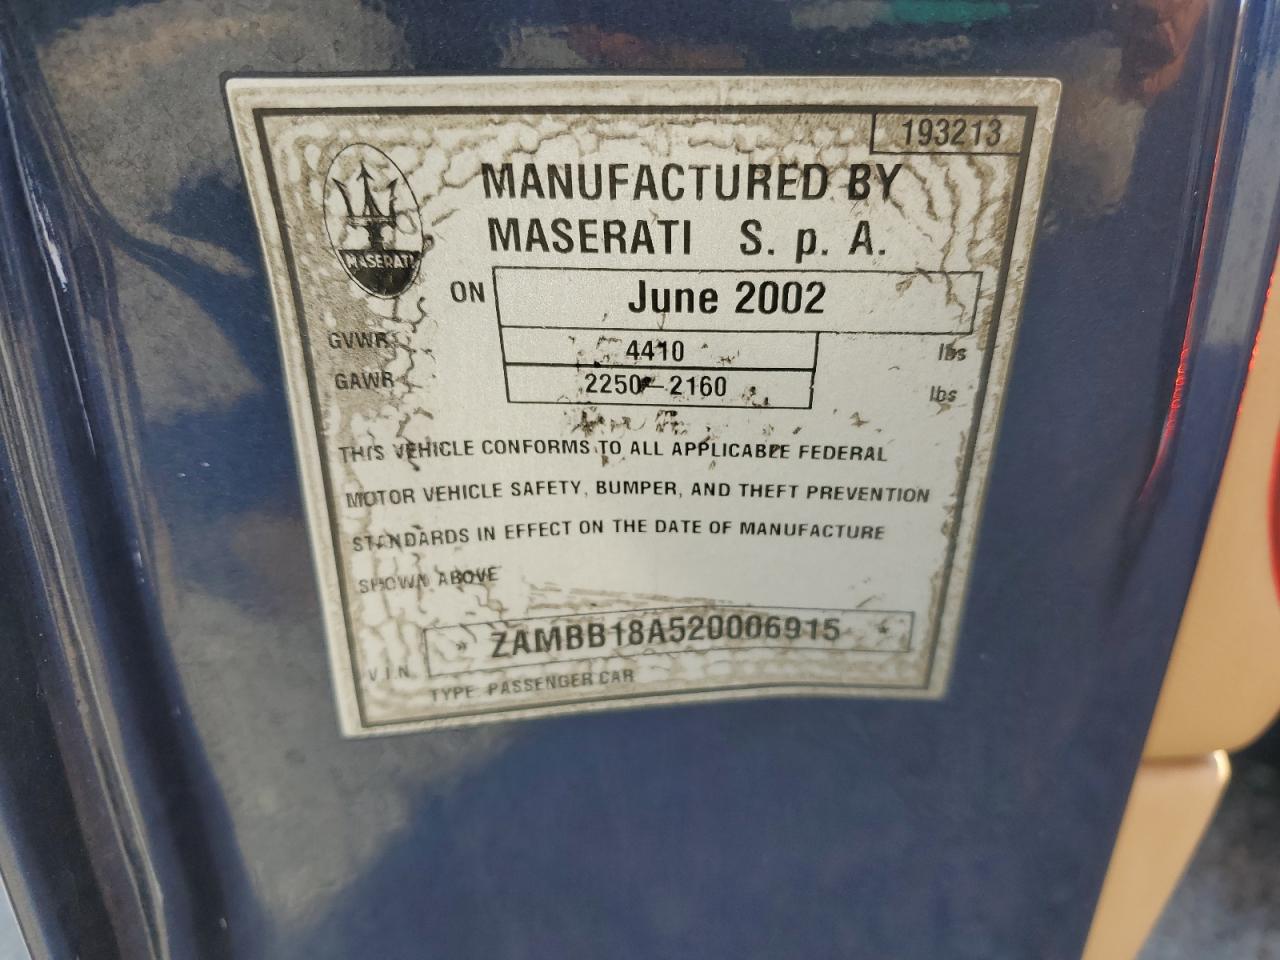 193213
MANUFACTURED BY
MASERATI S. p. A.
MASERATI
ON June 2002
GVWR 4410 lbs
GAWR 2250-2160 lbs
THIS VEHICLE CONFORMS TO ALL APPLICABLE FEDERAL
MOTOR VEHICLE SAFETY, BUMPER, AND THEFT PREVENTION
STANDARDS IN EFFECT ON THE DATE OF MANUFACTURE
SHOWN ABOVE
V.I.N. * ZAMBB18A520006915 *
TYPE: PASSENGER CAR